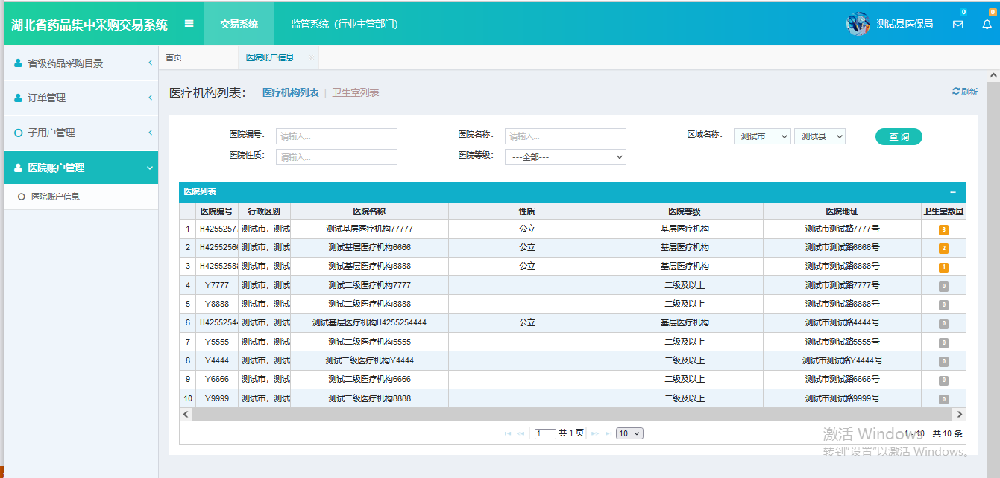 湖北省药品集中采购交易系统 交易系统 监管系统（行业主管部门） 测试县医保局 0 0
省级药品采购目录
订单管理
子用户管理
医院账户管理
医院账户信息
首页 医院账户信息
医疗机构列表： 医疗机构列表 | 卫生室列表 刷新
医院编号： 请输入... 医院名称： 请输入... 区域名称： 测试市 测试县 查 询
医院性质： 请输入... 医院等级： ---全部---
医院列表
医院编号 行政区划 医院名称 性质 医院等级 医院地址 卫生室数量
1 H4255257 测试市，测试 测试基层医疗机构77777 公立 基层医疗机构 测试市测试路7777号 6
2 H4255256 测试市，测试 测试基层医疗机构6666 公立 基层医疗机构 测试市测试路6666号 2
3 H4255258 测试市，测试 测试基层医疗机构8888 公立 基层医疗机构 测试市测试路8888号 1
4 Y7777 测试市，测试 测试二级医疗机构7777 二级及以上 测试市测试路7777号 0
5 Y8888 测试市，测试 测试二级医疗机构8888 二级及以上 测试市测试路8888号 0
6 H4255254 测试市，测试 测试基层医疗机构H4255254444 公立 基层医疗机构 测试市测试路4444号 0
7 Y5555 测试市，测试 测试二级医疗机构5555 二级及以上 测试市测试路5555号 0
8 Y4444 测试市，测试 测试二级医疗机构Y4444 二级及以上 测试市测试路Y4444号 0
9 Y6666 测试市，测试 测试二级医疗机构6666 二级及以上 测试市测试路6666号 0
10 Y9999 测试市，测试 测试二级医疗机构8888 二级及以上 测试市测试路9999号 0
1 共 1 页 10 1 - 10 共 10 条
激活 Windows
转到"设置"以激活 Windows。